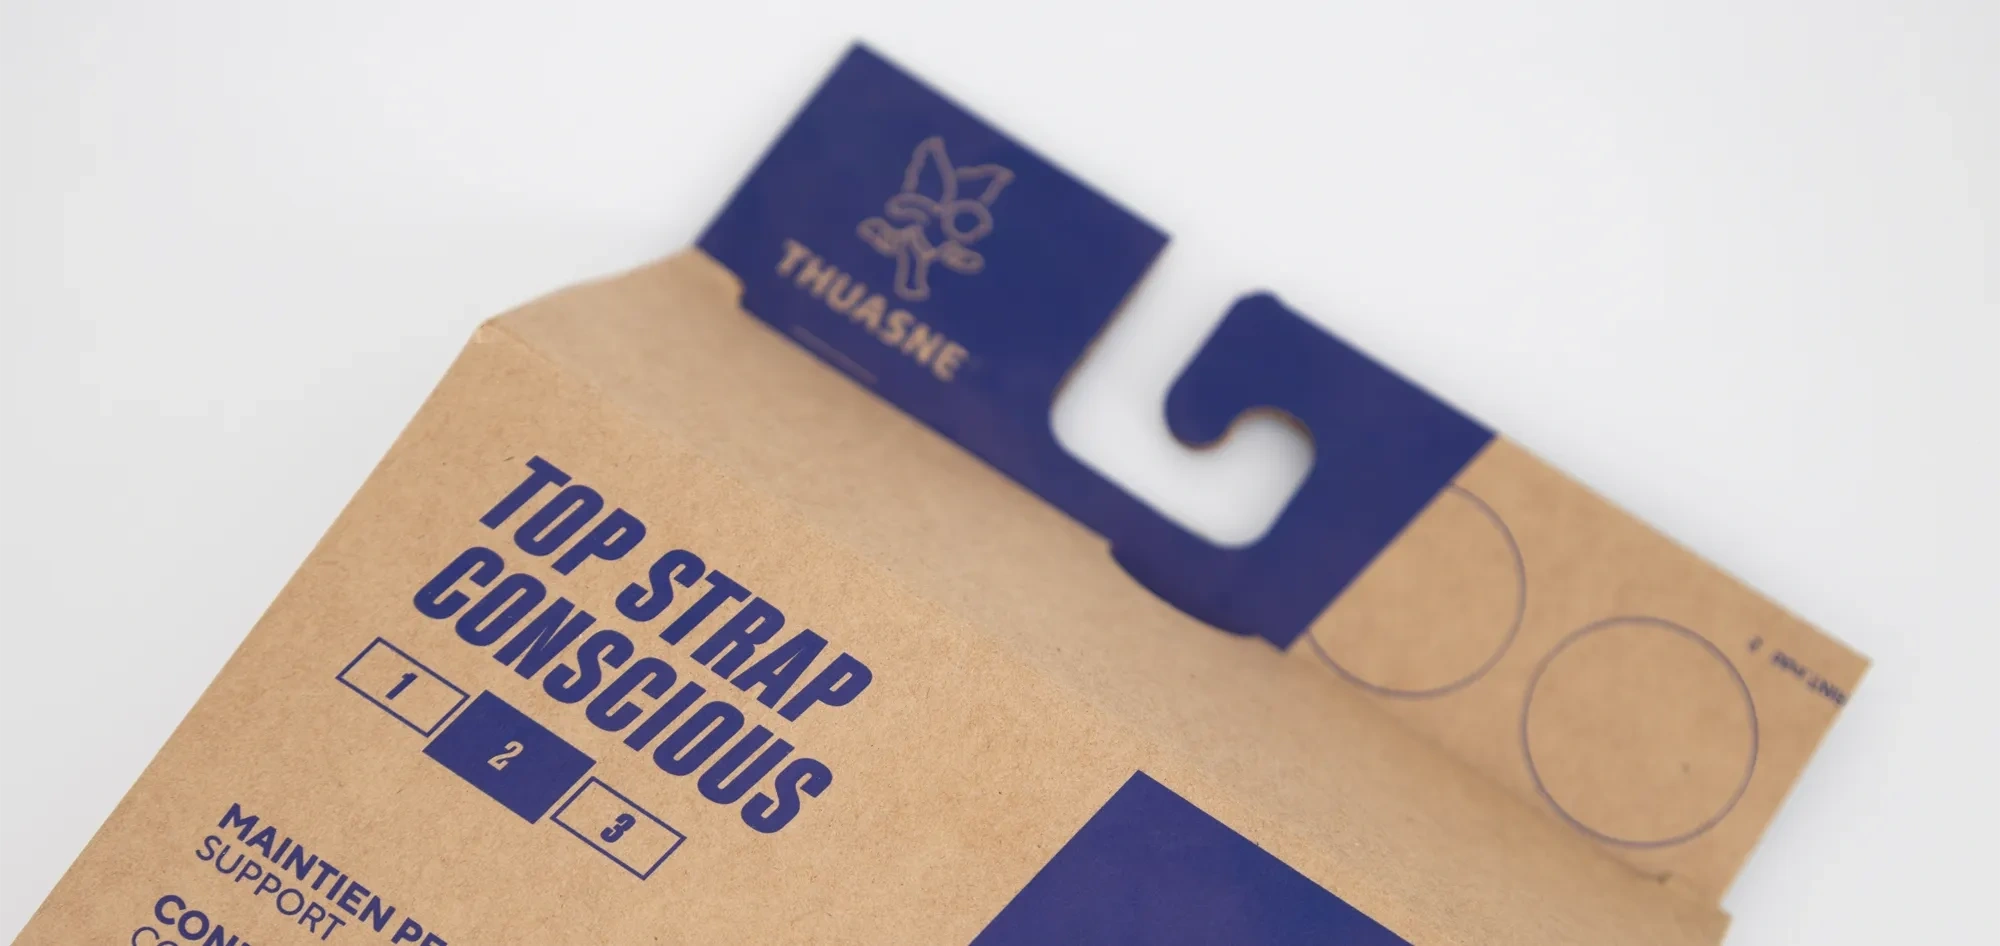 THUASNE
TOP STRAP
CONSCIOUS
1 2 3
MAINTIEN
SUPPORT